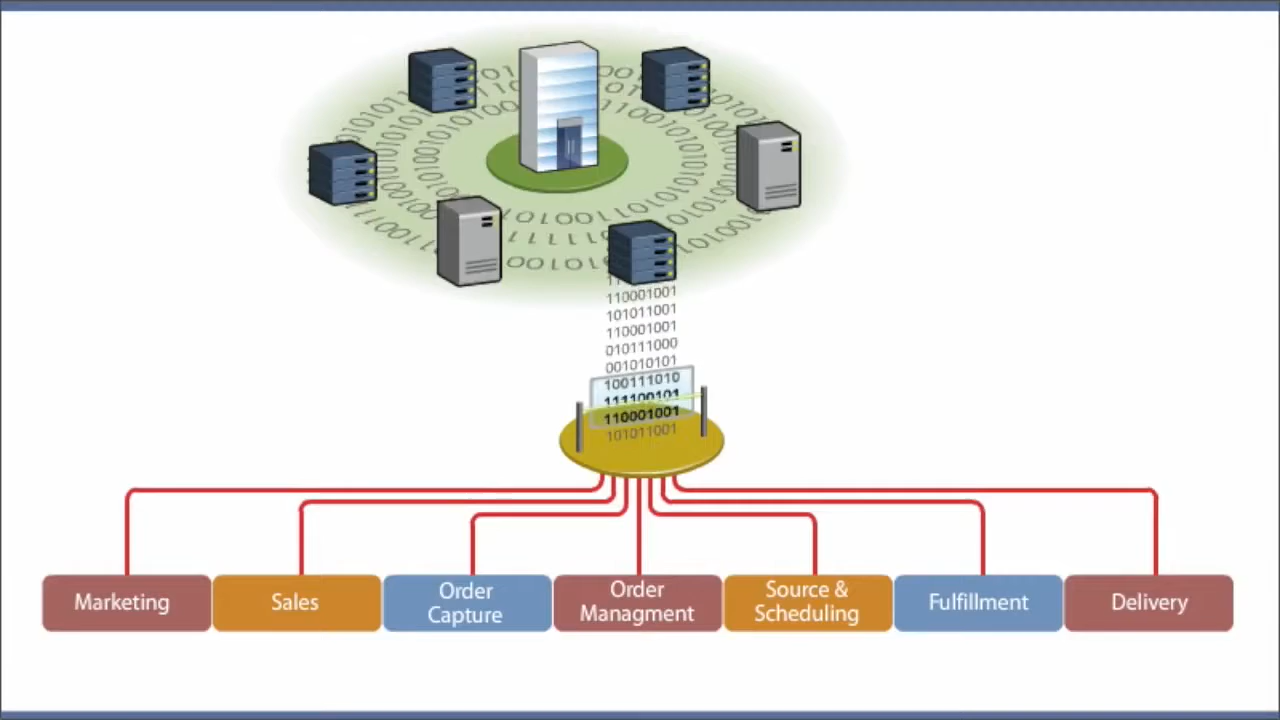 110001001
101011001
110001001
010111000
001010101
100111010
111100101
110001001
101011001
Marketing
Sales
Order
Capture
Order
Managment
Source &
Scheduling
Fulfillment
Delivery